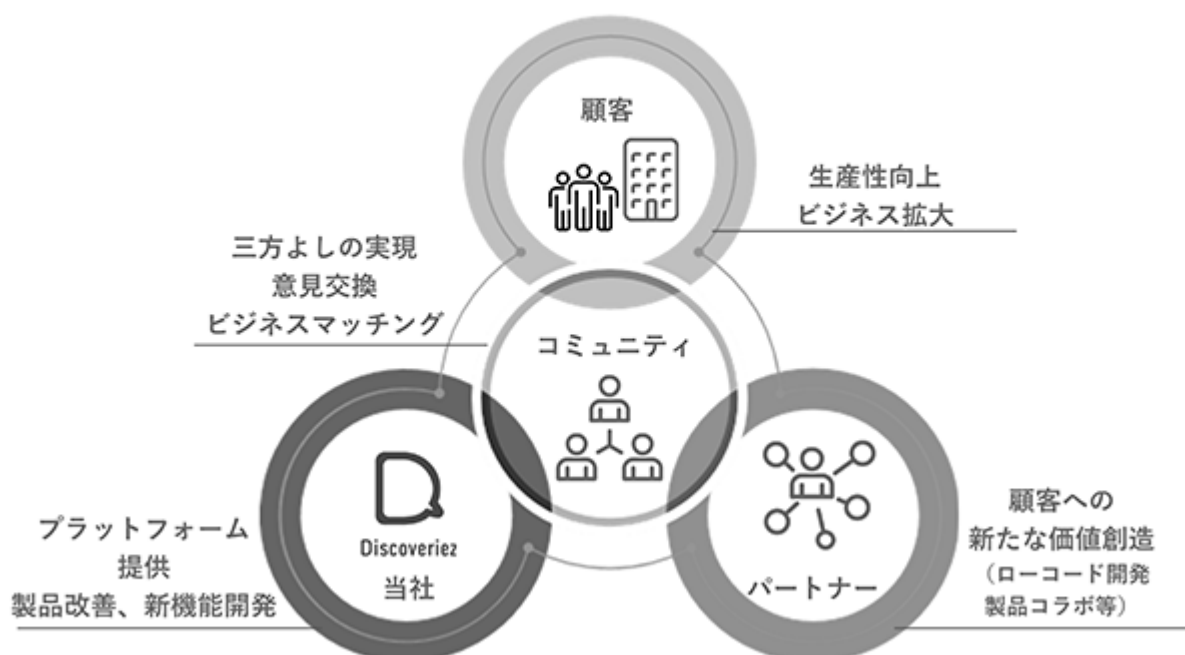 顧客
生産性向上
ビジネス拡大
三方よしの実現
意見交換
ビジネスマッチング
コミュニティ
プラットフォーム
提供
製品改善、新機能開発
Discoveriez
当社
パートナー
顧客への
新たな価値創造
（ローコード開発
製品コラボ等）